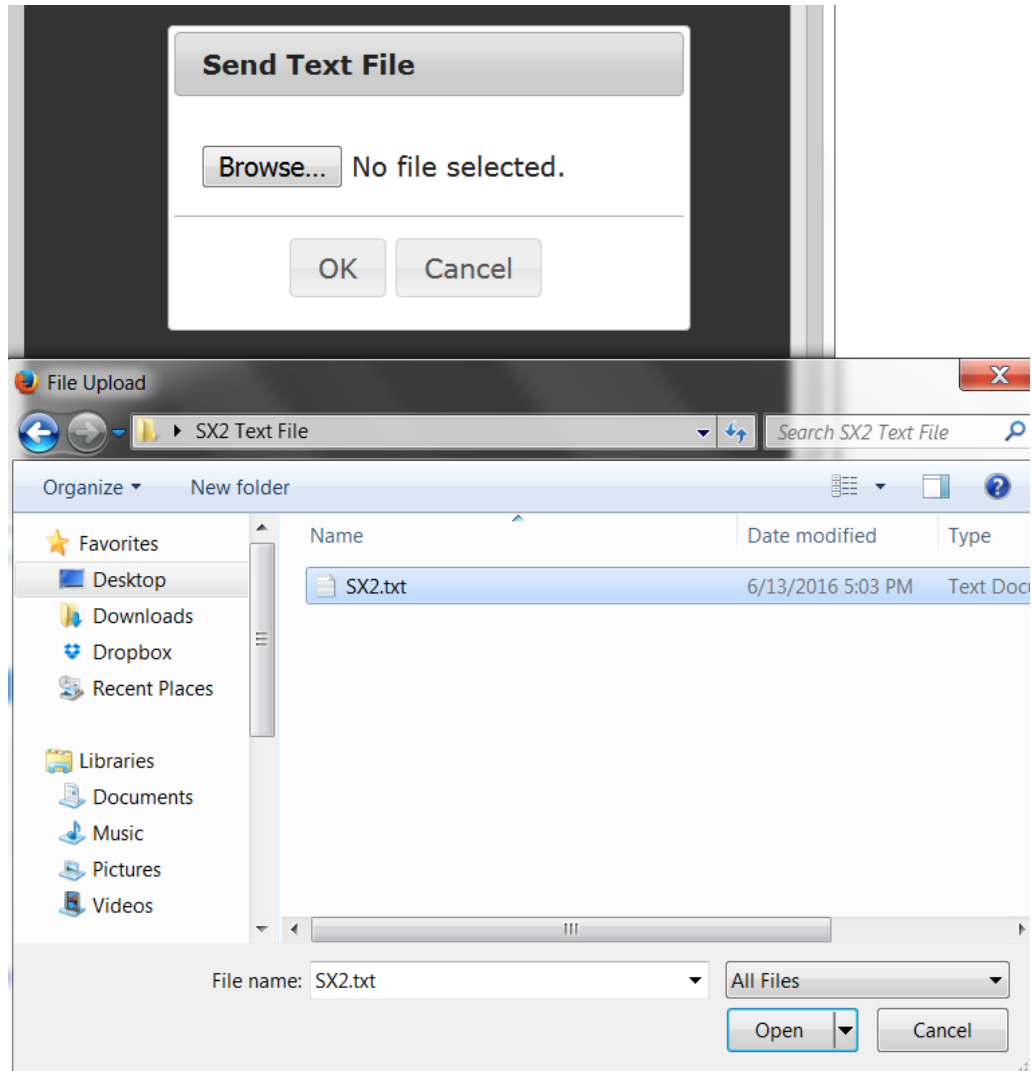 Send Text File
Browse... No file selected.
OK Cancel
File Upload
SX2 Text File Search SX2 Text File
Organize New folder
Name Date modified Type
Favorites
Desktop
SX2.txt 6/13/2016 5:03 PM Text Docu
Downloads
Dropbox
Recent Places
Libraries
Documents
Music
Pictures
Videos
File name: SX2.txt All Files
Open Cancel